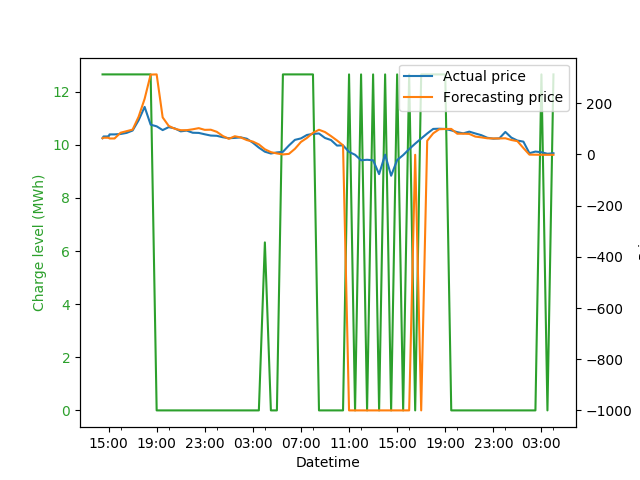 Actual price
Forecasting price
12
10
8
6
4
2
0
Charge level (MWh)
200
0
−200
−400
−600
−800
−1000
15:00 19:00 23:00 03:00 07:00 11:00 15:00 19:00 23:00 03:00
Datetime